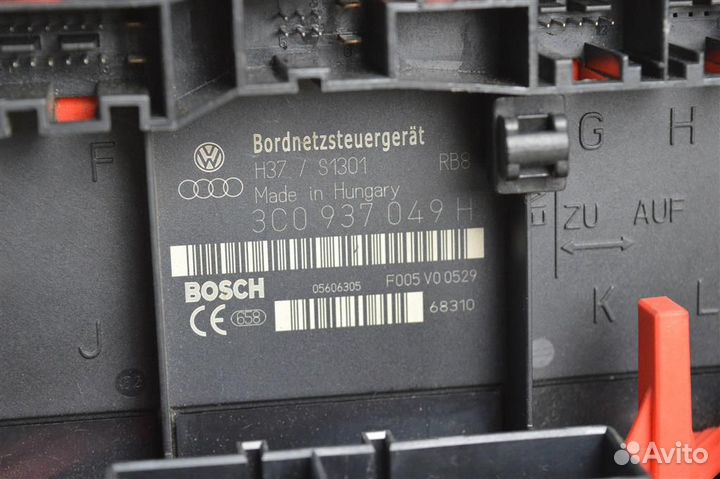 F
G
H
Bordnetzsteuergerät
H37 / S1301 RB8
Made in Hungary
3C0 937 049 H
ZU AUF
BOSCH
05606305 F005 V0 0529
CE 658
68310
J
K
L
Avito